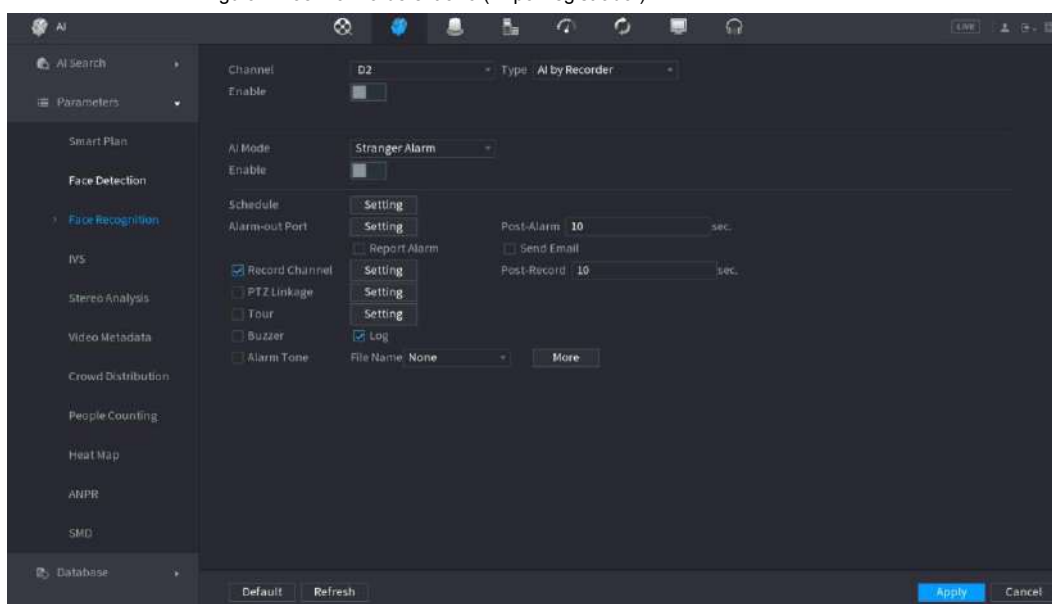 AI LIVE
AI Search
Parameters
Smart Plan
Face Detection
Face Recognition
IVS
Stereo Analysis
Video Metadata
Crowd Distribution
People Counting
Heat Map
ANPR
SMD
Database
Channel D2 Type AI by Recorder
Enable
AI Mode Stranger Alarm
Enable
Schedule Setting
Alarm-out Port Setting Post-Alarm 10 sec.
Report Alarm Send Email
Record Channel Setting Post-Record 10 sec.
PTZ Linkage Setting
Tour Setting
Buzzer Log
Alarm Tone File Name None More
Default Refresh Apply Cancel